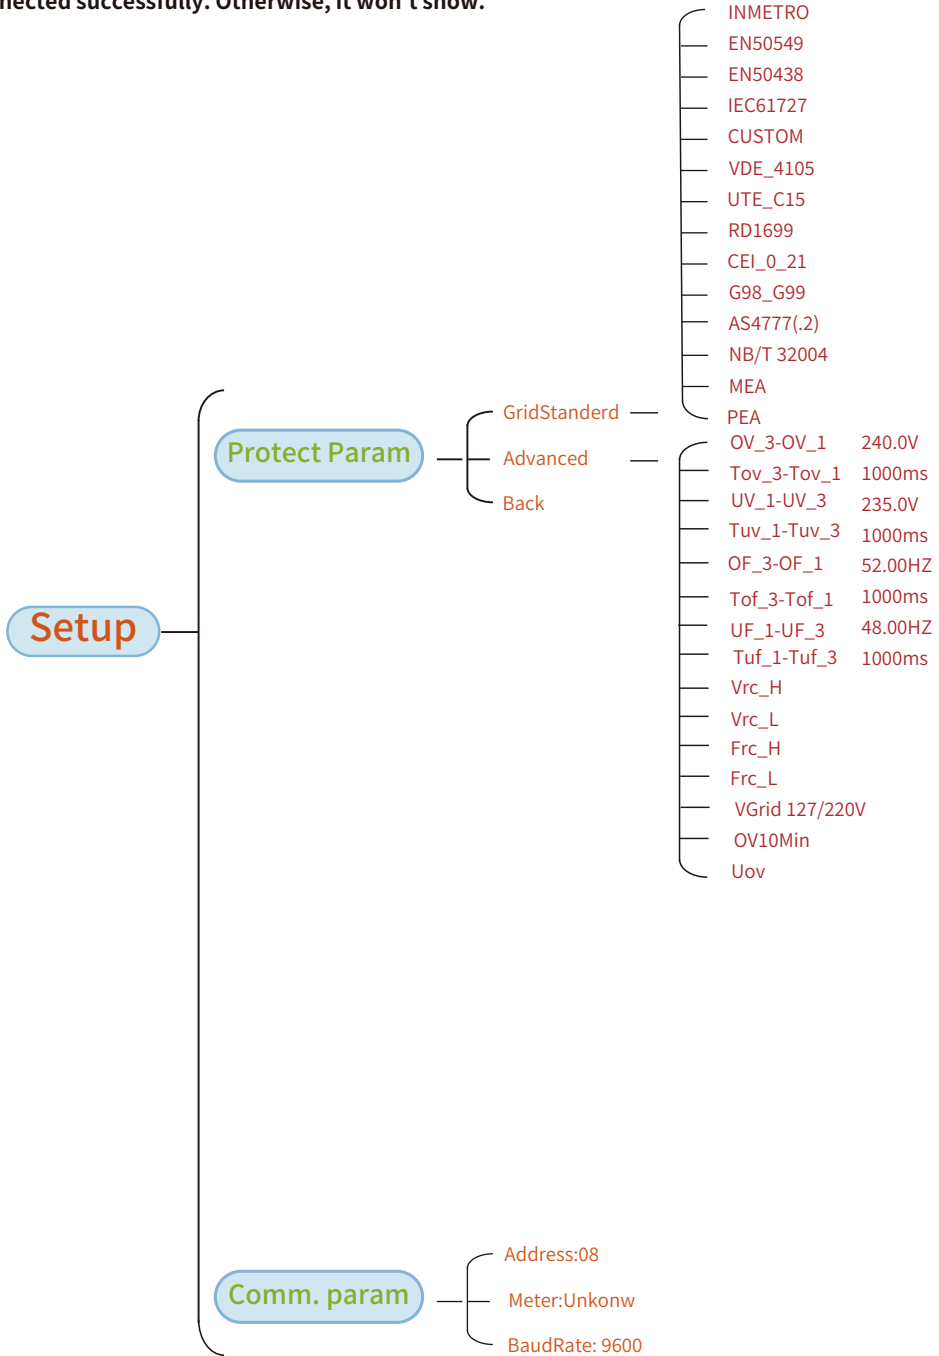 nected successfully. Otherwise, it won't show.
INMETRO
EN50549
EN50438
IEC61727
CUSTOM
VDE_4105
UTE_C15
RD1699
CEI_0_21
G98_G99
AS4777(.2)
NB/T 32004
MEA
PEA
GridStanderd
Protect Param
Advanced
Back
OV_3-OV_1 240.0V
Tov_3-Tov_1 1000ms
UV_1-UV_3 235.0V
Tuv_1-Tuv_3 1000ms
OF_3-OF_1 52.00HZ
Tof_3-Tof_1 1000ms
UF_1-UF_3 48.00HZ
Tuf_1-Tuf_3 1000ms
Vrc_H
Vrc_L
Frc_H
Frc_L
VGrid 127/220V
OV10Min
Uov
Setup
Comm. param
Address:08
Meter:Unkonw
BaudRate: 9600